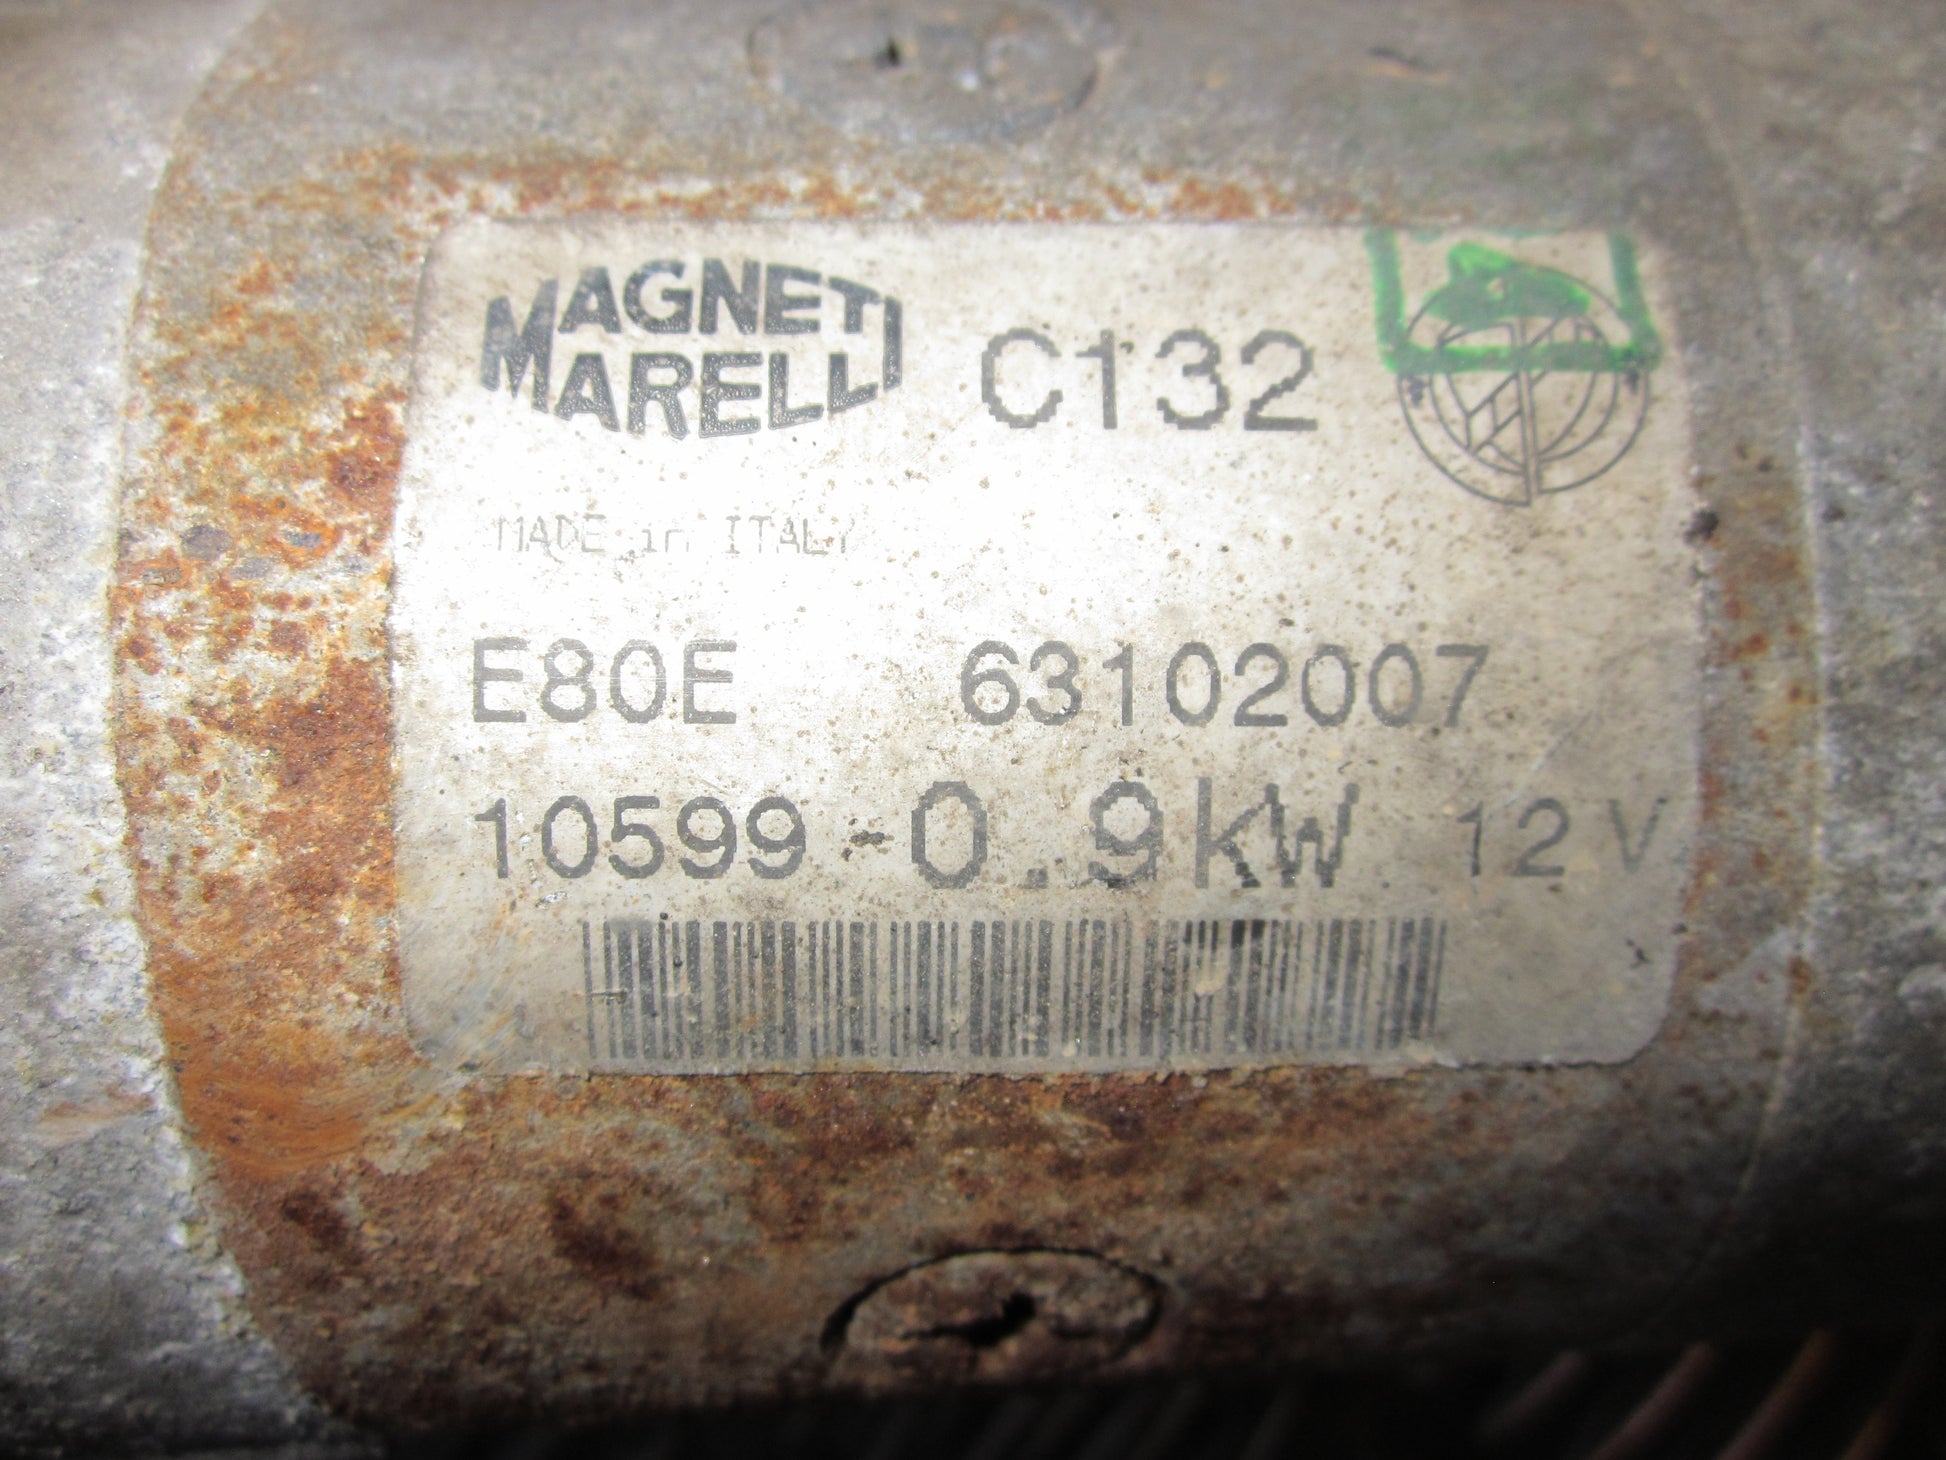 MAGNETI
MARELLI
C132
MADE in ITALY
E80E 63102007
10599 - 0.9kW 12V